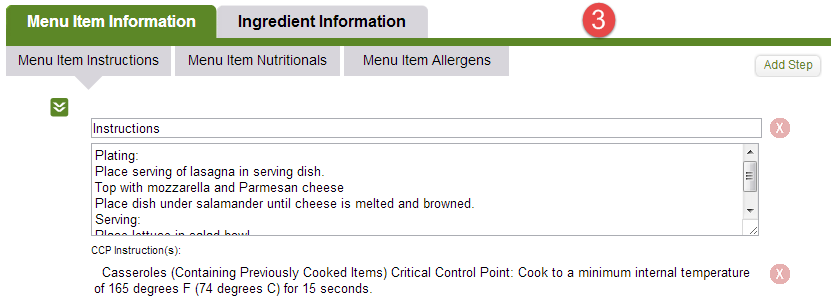 Menu Item Information
Ingredient Information
3
Menu Item Instructions
Menu Item Nutritionals
Menu Item Allergens
Add Step
Instructions
X
Plating:
Place serving of lasagna in serving dish.
Top with mozzarella and Parmesan cheese
Place dish under salamander until cheese is melted and browned.
Serving:
Place lettuce in salad bowl
CCP Instruction(s):
Casseroles (Containing Previously Cooked Items) Critical Control Point: Cook to a minimum internal temperature
of 165 degrees F (74 degrees C) for 15 seconds.
X